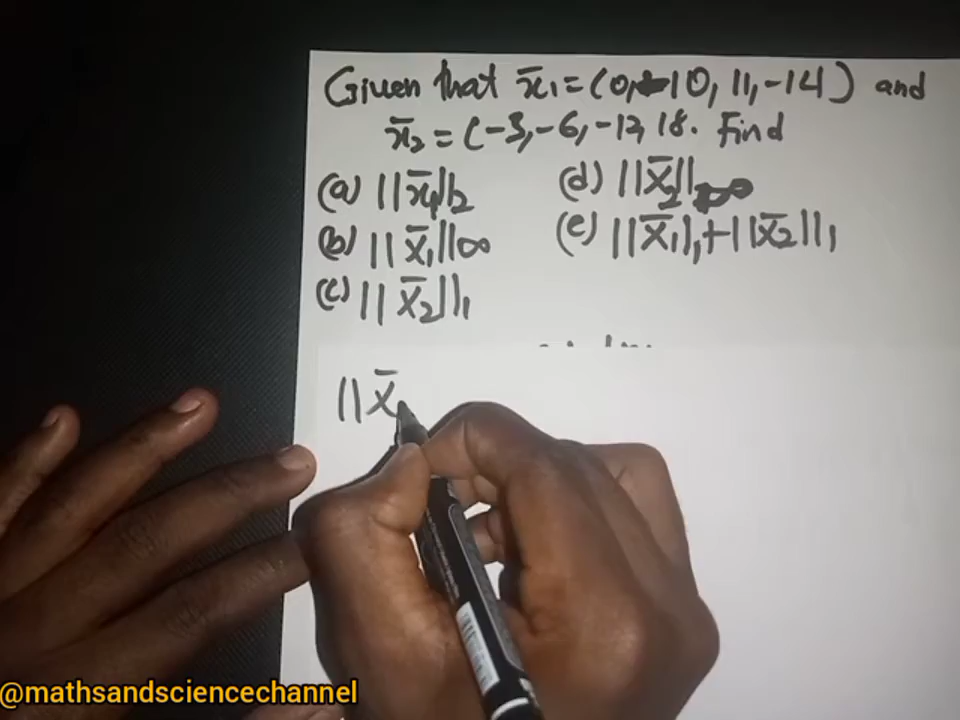 Given that x̄₁=(0,-10, 11,-14) and
x̄₂=(-3,-6,-12, 18. Find
(a) ||x̄₁||₂
(b) ||x̄₁||∞
(c) ||x̄₂||₁
(d) ||x̄₂||∞
(e) ||x̄₁||₁+||x̄₂||₁
||x̄
@mathsandsciencechannel